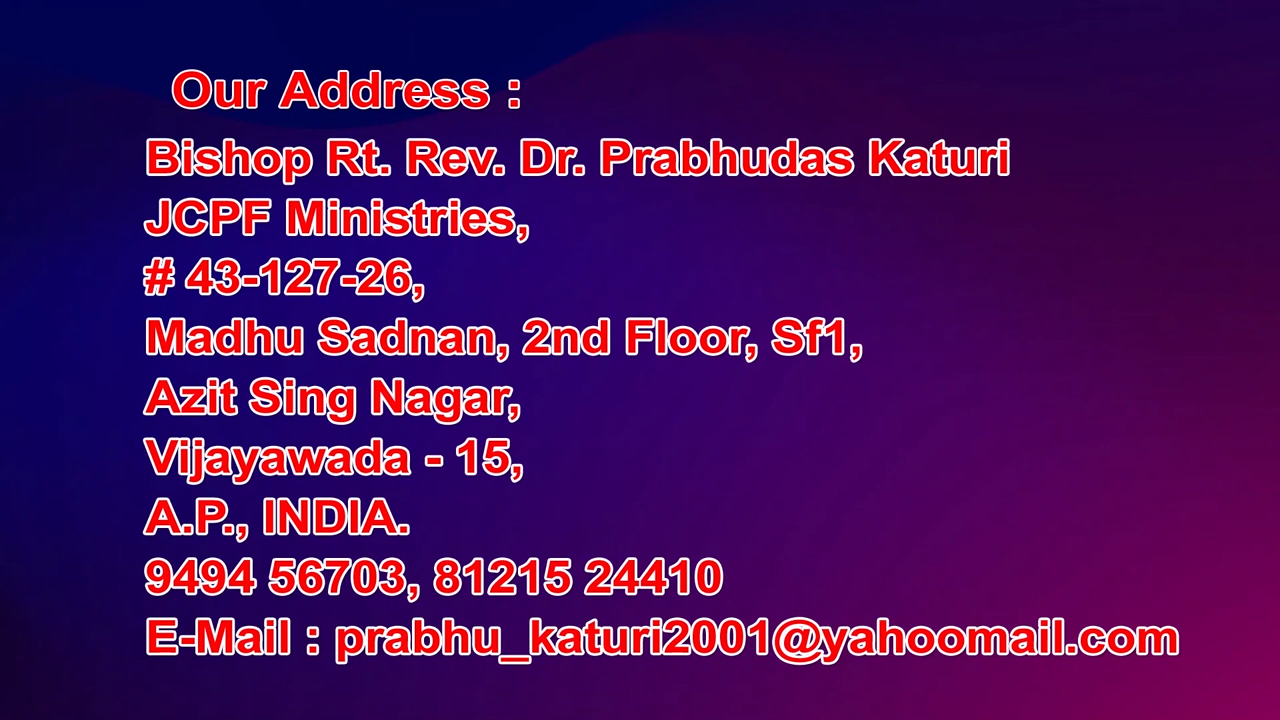 Our Address :
Bishop Rt. Rev. Dr. Prabhudas Katuri
JCPF Ministries,
# 43-127-26,
Madhu Sadnan, 2nd Floor, Sf1,
Azit Sing Nagar,
Vijayawada - 15,
A.P., INDIA.
9494 56703, 81215 24410
E-Mail : prabhu_katuri2001@yahoomail.com